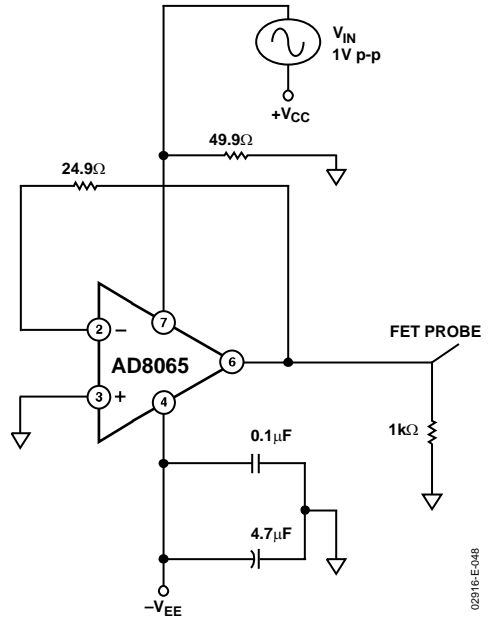 V_IN
1V p-p
+V_CC
49.9Ω
24.9Ω
2
–
7
AD8065
6
FET PROBE
3
+
4
1kΩ
0.1μF
4.7μF
–V_EE
02916-E-048